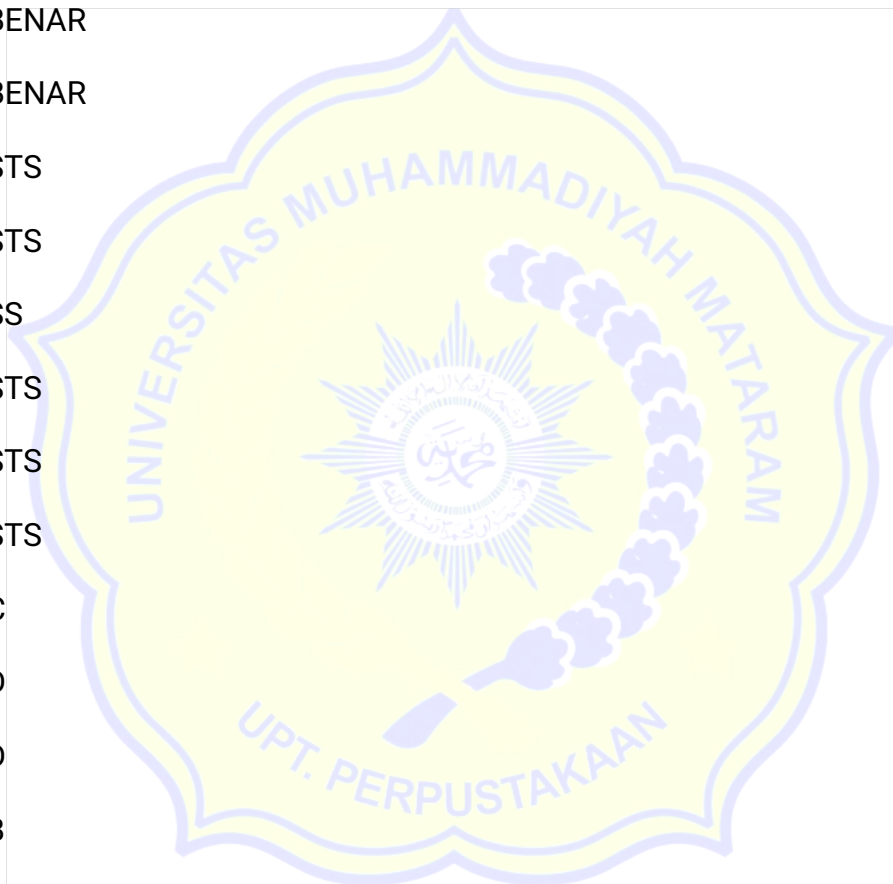 BENAR
BENAR
STS
STS
SS
STS
STS
STS
C
D
D
B
UNIVERSITAS MUHAMMADIYAH MATARAM
UPT. PERPUSTAKAAN